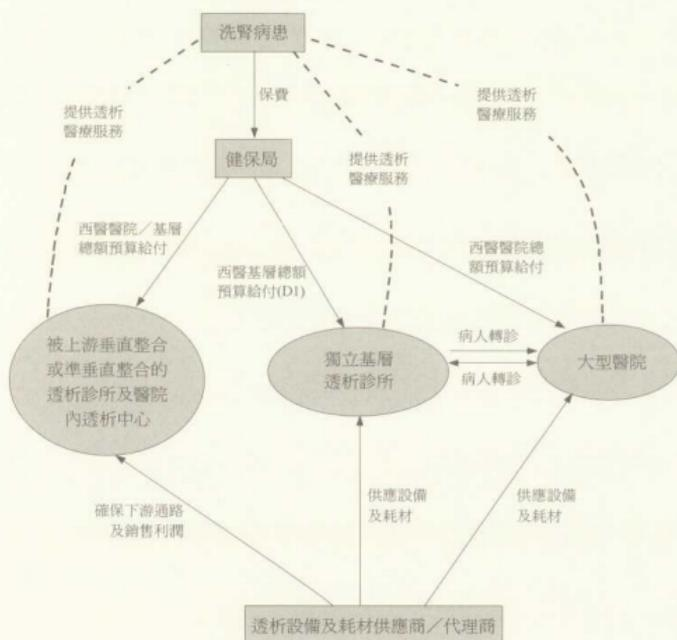 洗腎病患
保費
提供透析
醫療服務
提供透析
醫療服務
健保局
提供透析
醫療服務
西醫醫院／基層
總額預算給付
西醫基層總額
預算給付(D1)
西醫醫院總
額預算給付
被上游垂直整合
或準垂直整合的
透析診所及醫院
內透析中心
獨立基層
透析診所
病人轉診
病人轉診
大型醫院
確保下游通路
及銷售利潤
供應設備
及耗材
供應設備
及耗材
透析設備及耗材供應商／代理商